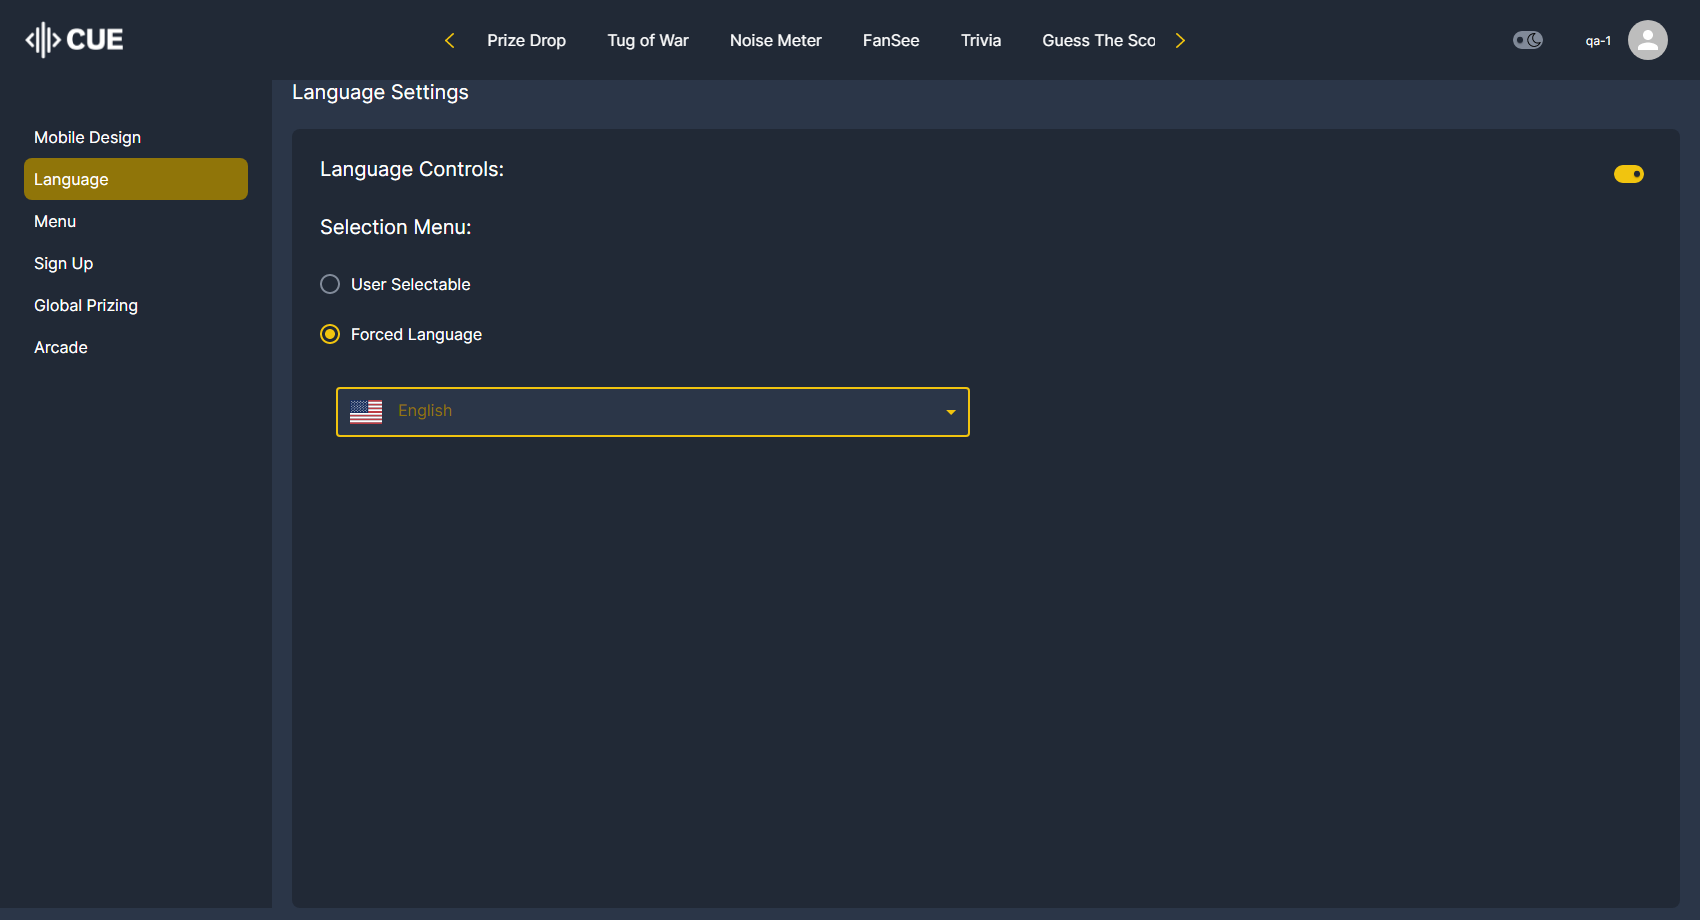 CUE
Prize Drop
Tug of War
Noise Meter
FanSee
Trivia
Guess The Sco
qa-1
Mobile Design
Language
Menu
Sign Up
Global Prizing
Arcade
Language Settings
Language Controls:
Selection Menu:
User Selectable
Forced Language
English